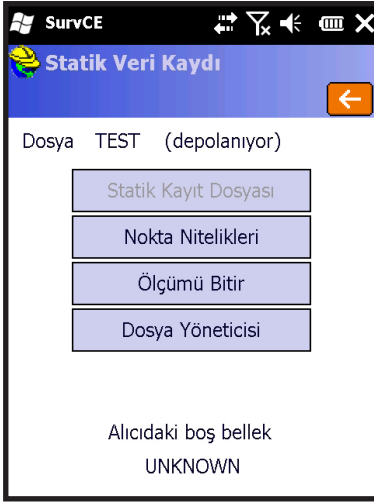 SurvCE
Statik Veri Kaydı
Dosya TEST (depolanıyor)
Statik Kayıt Dosyası
Nokta Nitelikleri
Ölçümü Bitir
Dosya Yöneticisi
Alıcıdaki boş bellek
UNKNOWN